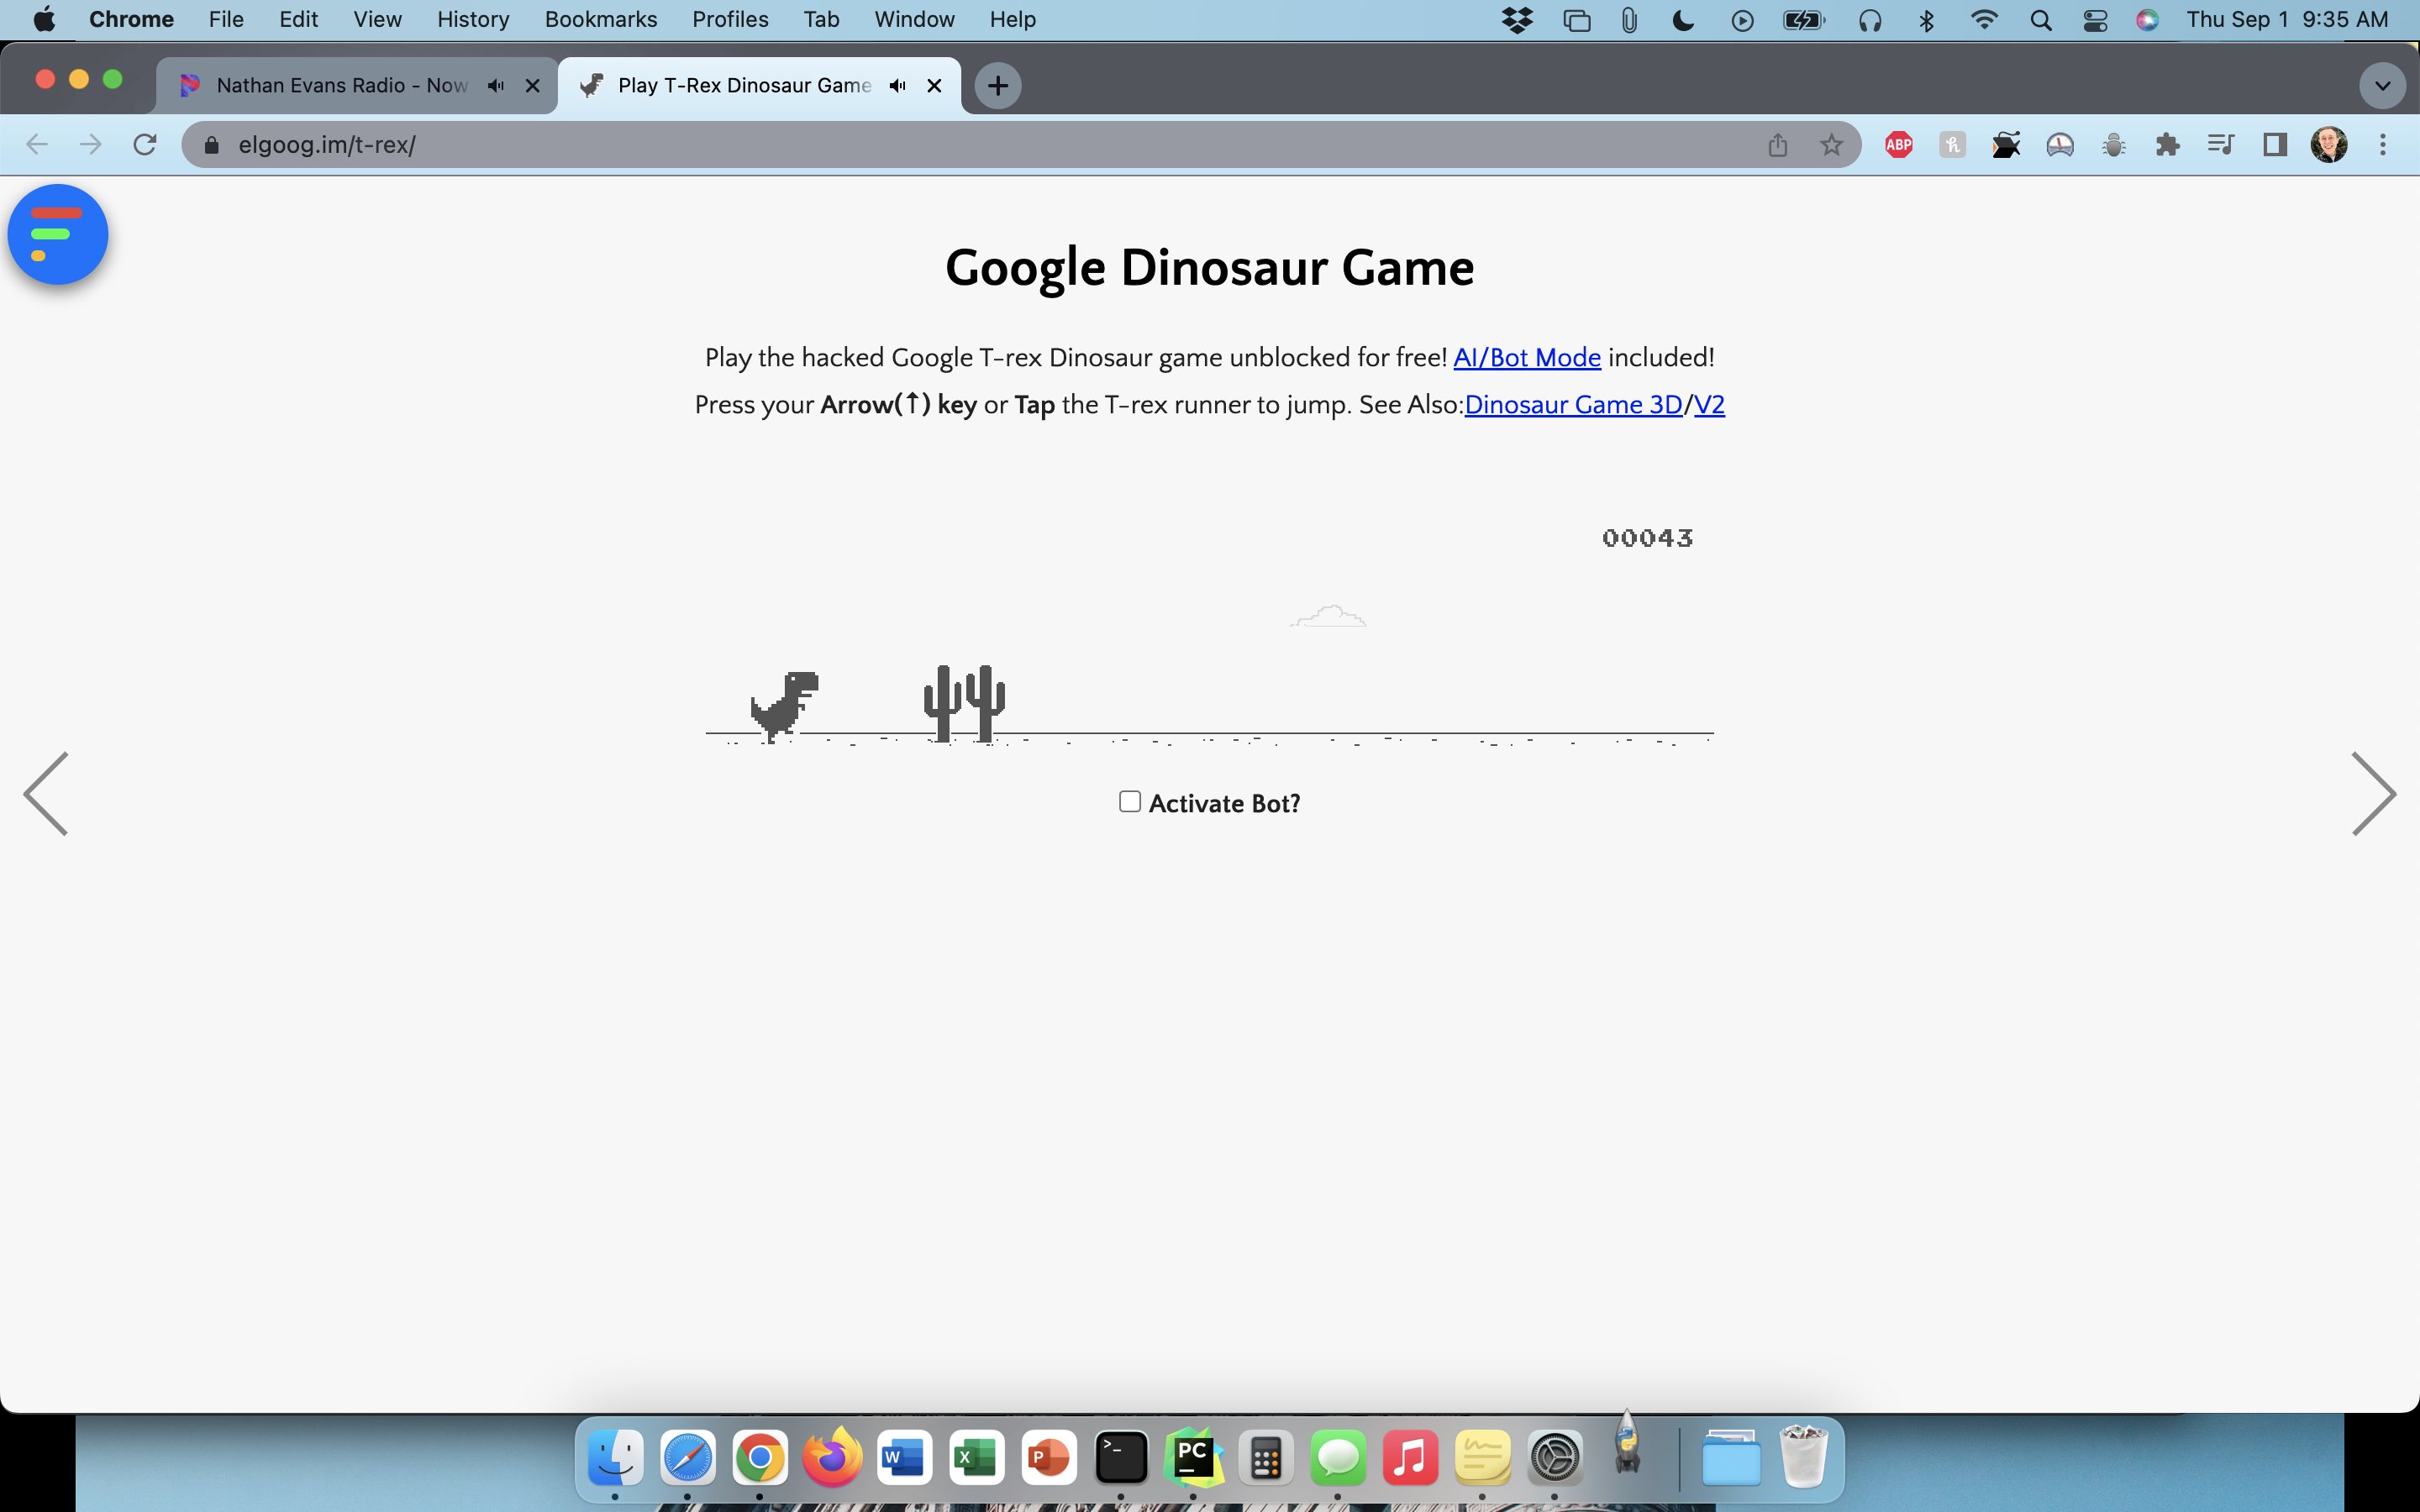 Chrome File Edit View History Bookmarks Profiles Tab Window Help Thu Sep 1 9:35 AM
Nathan Evans Radio - Now Play T-Rex Dinosaur Game
elgoog.im/t-rex/ ABP h
Google Dinosaur Game
Play the hacked Google T-rex Dinosaur game unblocked for free! AI/Bot Mode included!
Press your Arrow(↑) key or Tap the T-rex runner to jump. See Also:Dinosaur Game 3D/V2
00043
Activate Bot?
W X P >_ PC